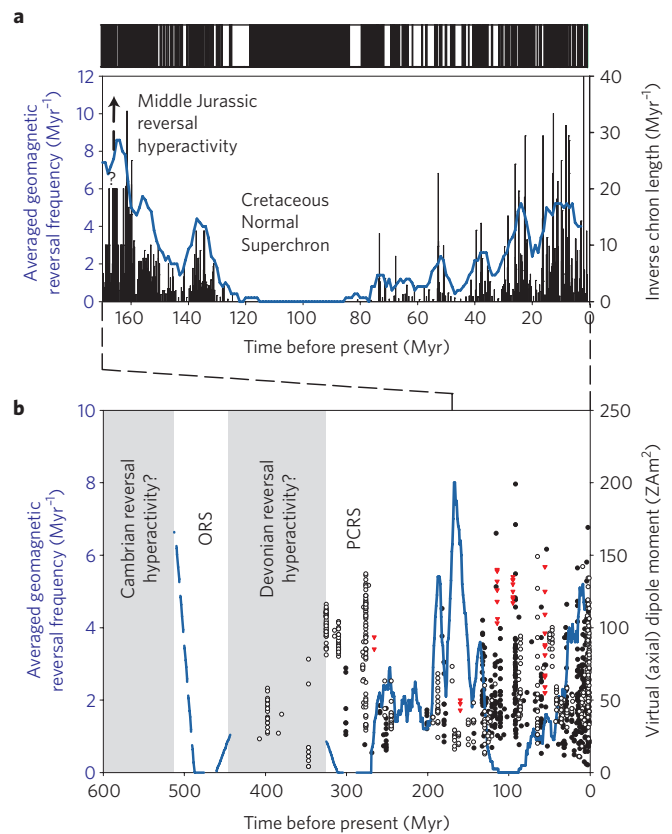 a
12
10
8
6
4
2
0
Averaged geomagnetic
reversal frequency (Myr⁻¹)
Middle Jurassic
reversal
hyperactivity
?
Cretaceous
Normal
Superchron
40
30
20
10
0
Inverse chron length (Myr⁻¹)
160 140 120 100 80 60 40 20 0
Time before present (Myr)
b
10
8
6
4
2
0
Averaged geomagnetic
reversal frequency (Myr⁻¹)
Cambrian reversal
hyperactivity?
ORS
Devonian reversal
hyperactivity?
PCRS
250
200
150
100
50
0
Virtual (axial) dipole moment (ZAm²)
600 500 400 300 200 100 0
Time before present (Myr)